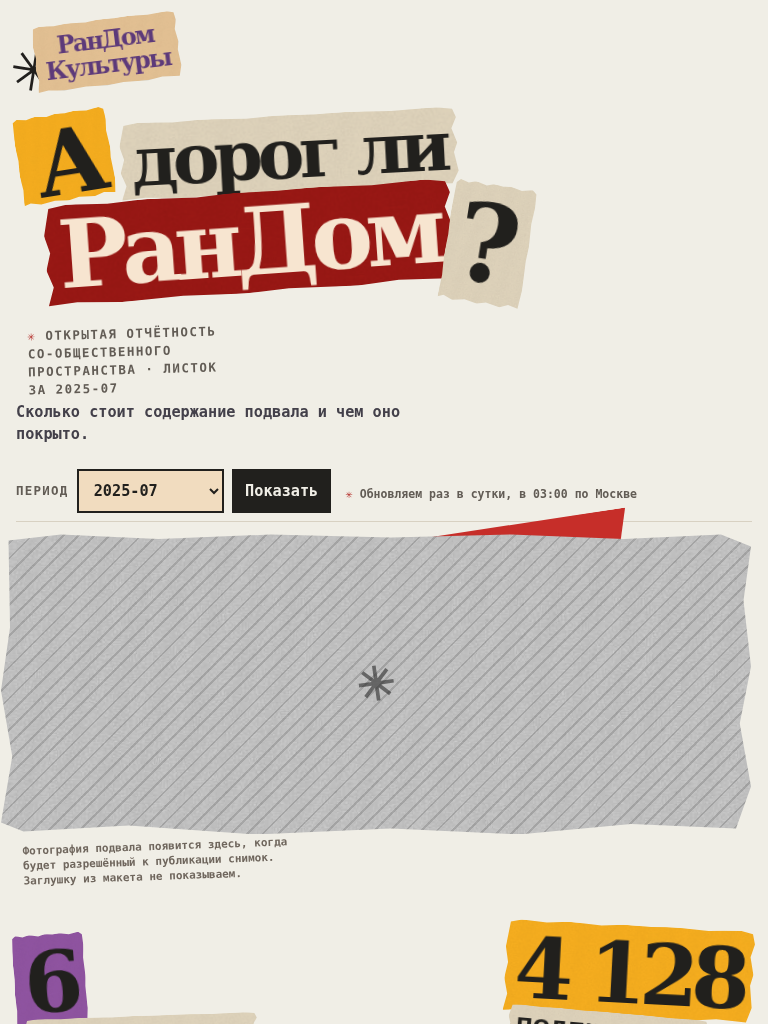 РанДом
Культуры
А дорог ли
РанДом?
✳ ОТКРЫТАЯ ОТЧЁТНОСТЬ
СО-ОБЩЕСТВЕННОГО
ПРОСТРАНСТВА · ЛИСТОК
ЗА 2025-07
Сколько стоит содержание подвала и чем оно
покрыто.
ПЕРИОД 2025-07 Показать ✳ Обновляем раз в сутки, в 03:00 по Москве
Фотография подвала появится здесь, когда
будет разрешённый к публикации снимок.
Заглушку из макета не показываем.
6
4 128